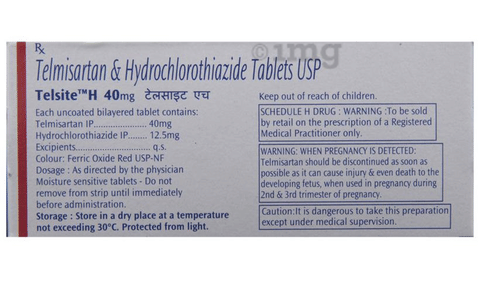 Rx
Telmisartan & Hydrochlorothiazide Tablets USP
Telsite™H 40mg टेलसाइट एच
Each uncoated bilayered tablet contains:
Telmisartan IP..................... 40mg
Hydrochlorothiazide IP....... 12.5mg
Excipients............................ q.s.
Colour: Ferric Oxide Red USP-NF
Dosage : As directed by the physician
Moisture sensitive tablets - Do not
remove from strip until immediately
before administration.
Storage : Store in a dry place at a temperature
not exceeding 30°C. Protected from light.
Keep out of reach of children.
SCHEDULE H DRUG : WARNING :To be sold
by retail on the prescription of a Registered
Medical Practitioner only.
WARNING: WHEN PREGNANCY IS DETECTED:
Telmisartan should be discontinued as soon as
possible as it can cause injury & even death to the
developing fetus, when used in pregnancy during
2nd & 3rd trimester of pregnancy.
Caution:It is dangerous to take this preparation
except under medical supervision.
1mg